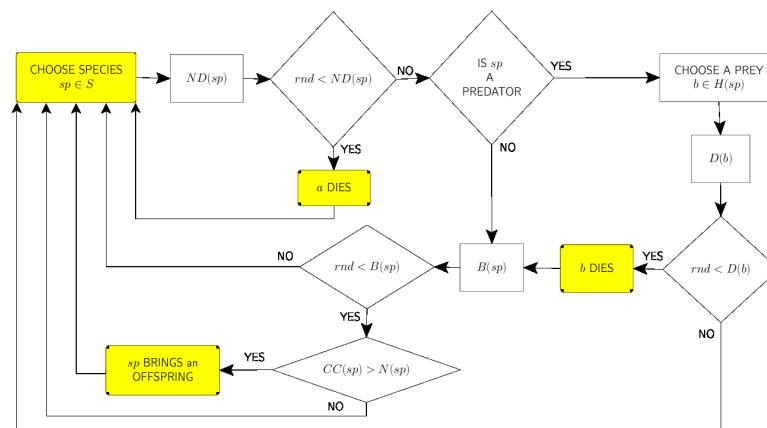 CHOOSE SPECIES
sp ∈ S
ND(sp)
rnd < ND(sp)
NO
IS sp
A
PREDATOR
YES
CHOOSE A PREY
b ∈ H(sp)
YES
NO
D(b)
a DIES
NO
rnd < B(sp)
B(sp)
b DIES
YES
rnd < D(b)
YES
NO
sp BRINGS an
OFFSPRING
YES
CC(sp) > N(sp)
NO